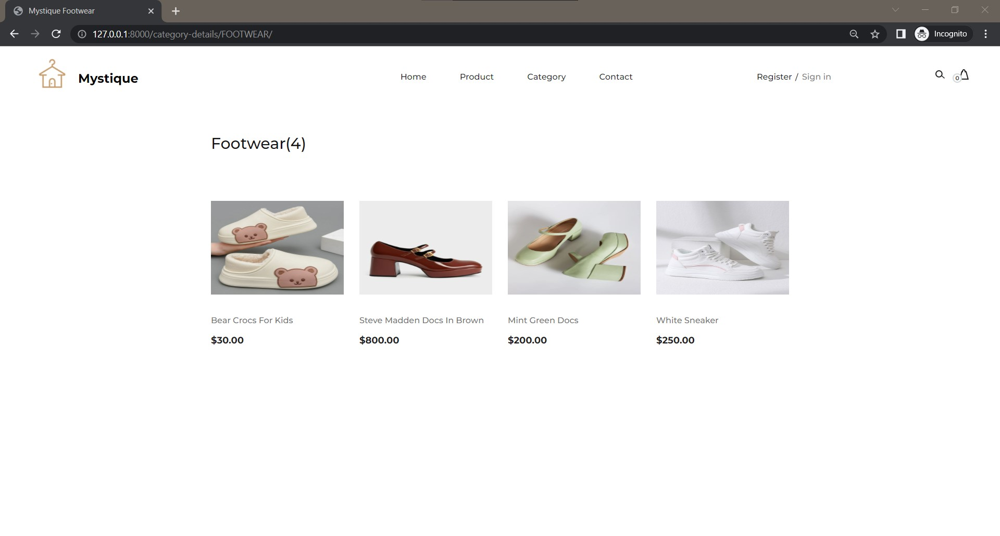 Mystique Footwear
127.0.0.1:8000/category-details/FOOTWEAR/
Incognito
Mystique
Home
Product
Category
Contact
Register / Sign in
0
Footwear(4)
Bear Crocs For Kids
$30.00
Steve Madden Docs In Brown
$800.00
Mint Green Docs
$200.00
White Sneaker
$250.00